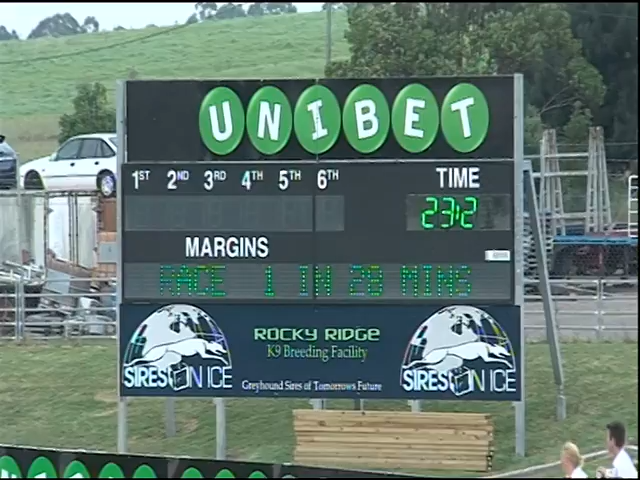 UNIBET
1ST 2ND 3RD 4TH 5TH 6TH TIME
23:2
MARGINS
RACE 1 IN 28 MINS
ROCKY RIDGE
K9 Breeding Facility
SIRES ON ICE
Greyhound Sires of Tomorrows Future
SIRES ON ICE